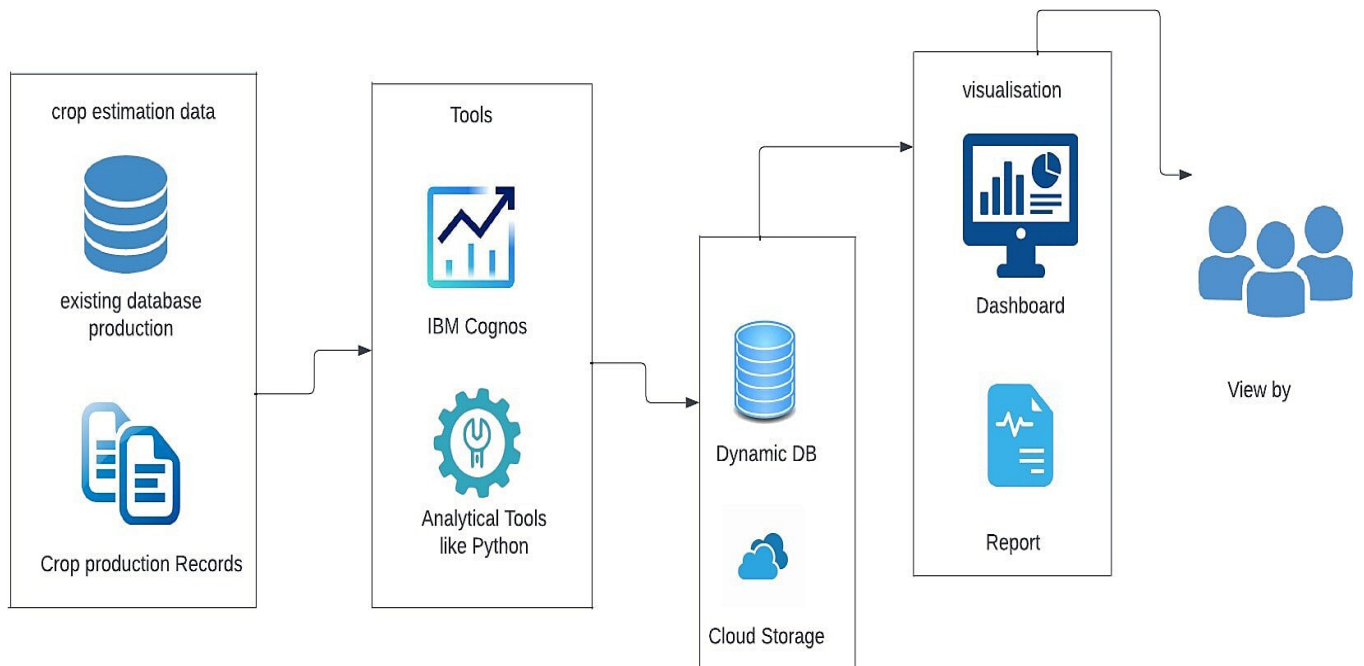 crop estimation data
existing database
production
Crop production Records
Tools
IBM Cognos
Analytical Tools
like Python
Dynamic DB
Cloud Storage
visualisation
Dashboard
Report
View by